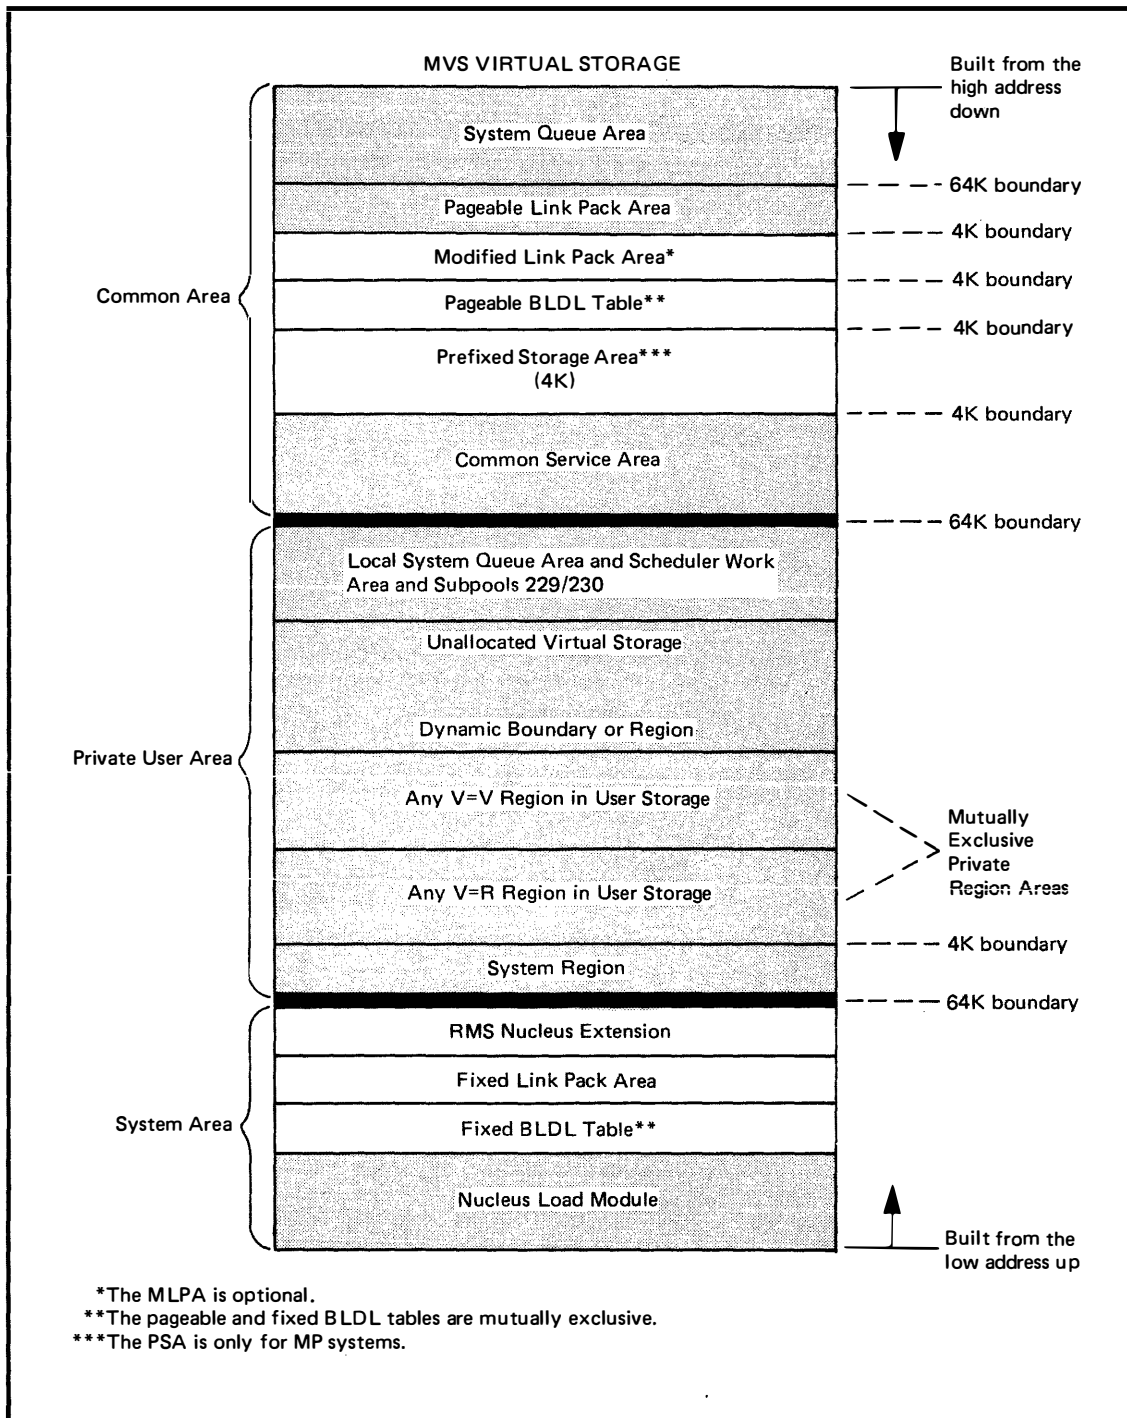 MVS VIRTUAL STORAGE
Built from the
high address
down
System Queue Area
64K boundary
Pageable Link Pack Area
4K boundary
Modified Link Pack Area*
4K boundary
Common Area
Pageable BLDL Table**
4K boundary
Prefixed Storage Area***
(4K)
4K boundary
Common Service Area
64K boundary
Local System Queue Area and Scheduler Work
Area and Subpools 229/230
Unallocated Virtual Storage
Dynamic Boundary or Region
Private User Area
Any V=V Region in User Storage
Mutually
Exclusive
Private
Region Areas
Any V=R Region in User Storage
4K boundary
System Region
64K boundary
RMS Nucleus Extension
Fixed Link Pack Area
System Area
Fixed BLDL Table**
Nucleus Load Module
Built from the
low address up
*The MLPA is optional.
**The pageable and fixed BLDL tables are mutually exclusive.
***The PSA is only for MP systems.